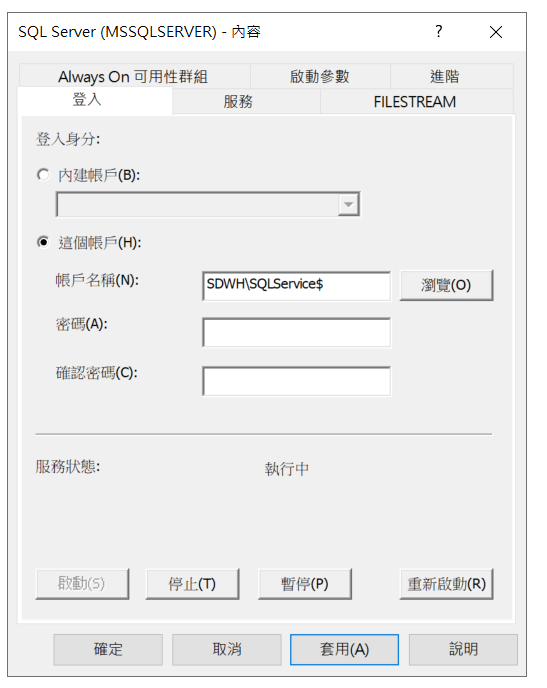 SQL Server (MSSQLSERVER) - 內容
?
Always On 可用性群組 啟動參數 進階
登入 服務 FILESTREAM
登入身分:
內建帳戶(B):
這個帳戶(H):
帳戶名稱(N): SDWH\SQLService$ 瀏覽(O)
密碼(A):
確認密碼(C):
服務狀態: 執行中
啟動(S) 停止(T) 暫停(P) 重新啟動(R)
確定 取消 套用(A) 說明